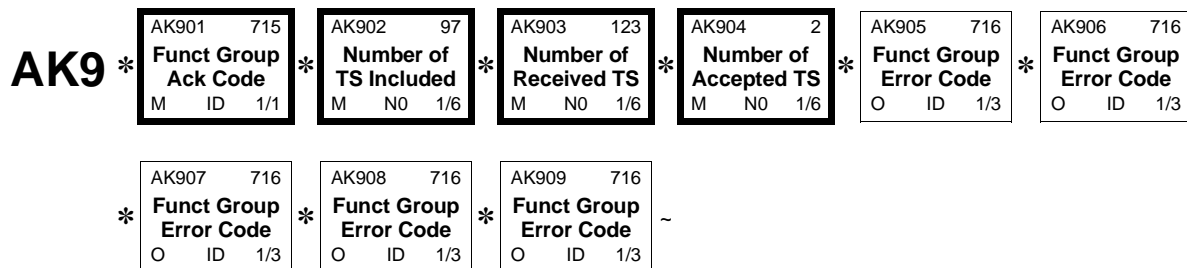 AK9 * AK901 715 * AK902 97 * AK903 123 * AK904 2 * AK905 716 * AK906 716
Funct Group Number of Number of Number of Funct Group Funct Group
Ack Code TS Included Received TS Accepted TS Error Code Error Code
M ID 1/1 M N0 1/6 M N0 1/6 M N0 1/6 O ID 1/3 O ID 1/3
* AK907 716 * AK908 716 * AK909 716 ~
Funct Group Funct Group Funct Group
Error Code Error Code Error Code
O ID 1/3 O ID 1/3 O ID 1/3